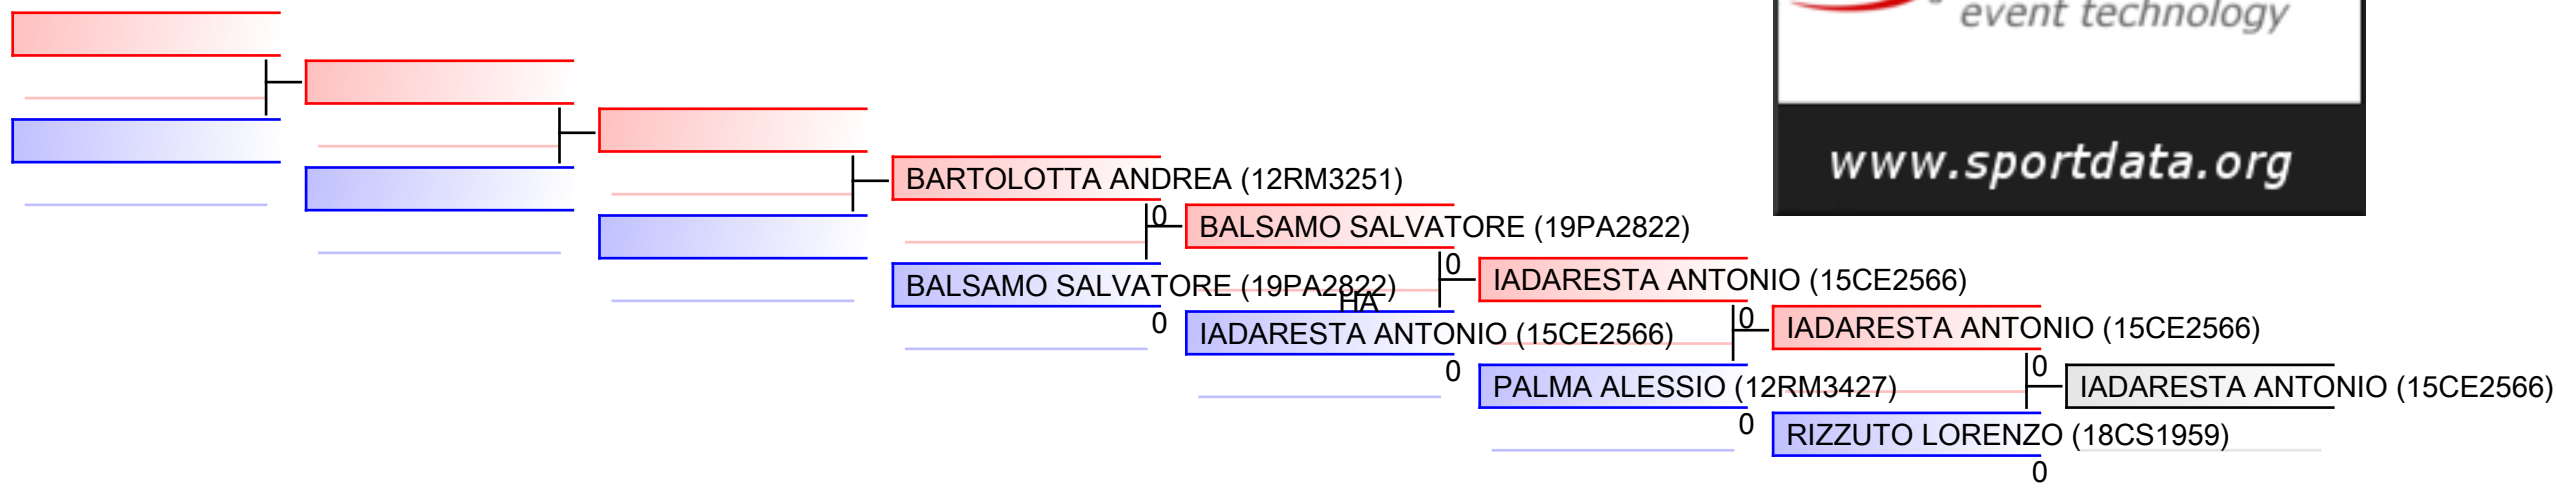 event technology
www.sportdata.org
BARTOLOTTA ANDREA (12RM3251)
0
BALSAMO SALVATORE (19PA2822)
BALSAMO SALVATORE (19PA2822)
0
HA
0
IADARESTA ANTONIO (15CE2566)
IADARESTA ANTONIO (15CE2566)
0
0
IADARESTA ANTONIO (15CE2566)
PALMA ALESSIO (12RM3427)
0
0
IADARESTA ANTONIO (15CE2566)
RIZZUTO LORENZO (18CS1959)
0